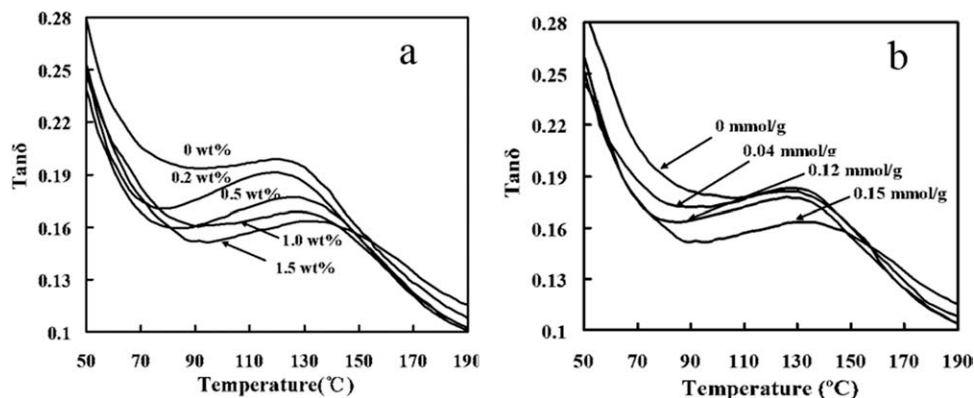 a
0.28
0.25
0.22
0.19
0.16
0.13
0.1
Tanδ
0 wt%
0.2 wt%
0.5 wt%
1.0 wt%
1.5 wt%
50 70 90 110 130 150 170 190
Temperature(℃)
b
0.28
0.25
0.22
0.19
0.16
0.13
0.1
Tanδ
0 mmol/g
0.04 mmol/g
0.12 mmol/g
0.15 mmol/g
50 70 90 110 130 150 170 190
Temperature (°C)